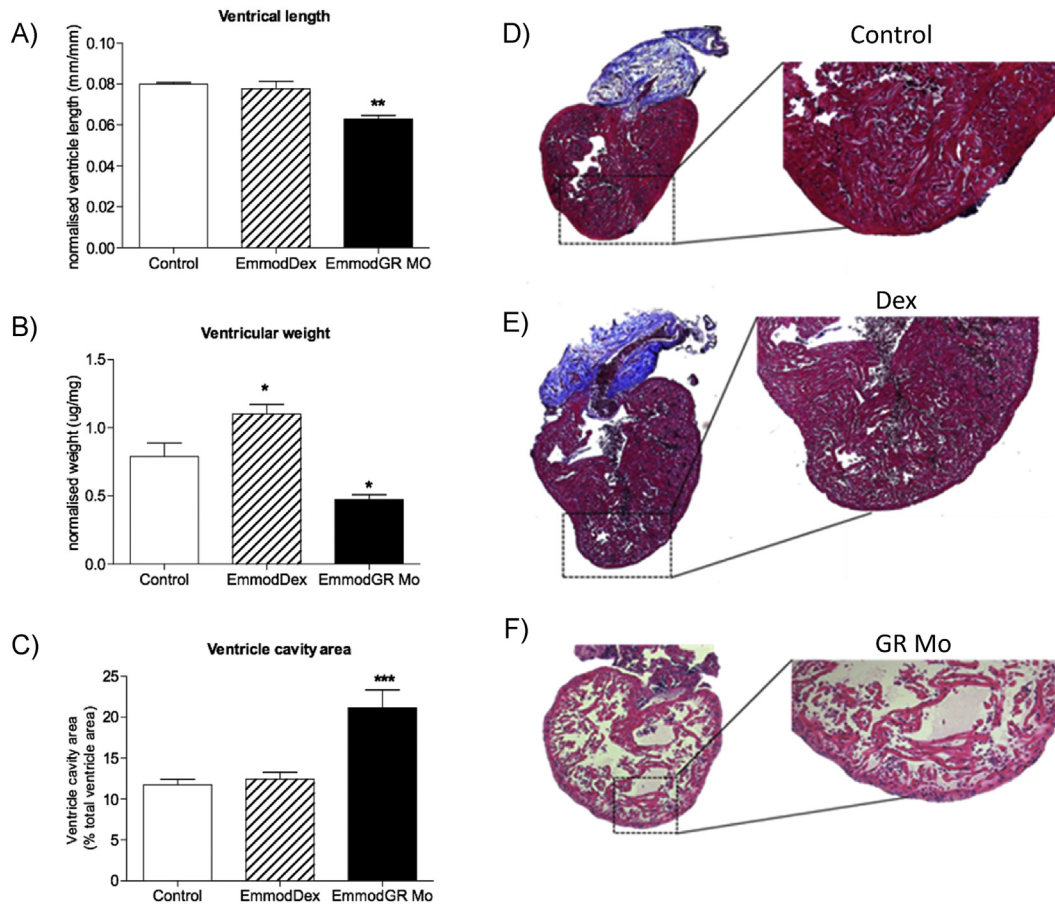 A)
Ventrical length
normalised ventricle length (mm/mm)
0.10
0.08
0.06
0.04
0.02
0.00
**
Control
EmmodDex
EmmodGR MO
B)
Ventricular weight
normalised weight (ug/mg)
1.5
1.0
0.5
0.0
*
*
Control
EmmodDex
EmmodGR Mo
C)
Ventricle cavity area
Ventricle cavity area
(% total ventricle area)
25
20
15
10
5
0
***
Control
EmmodDex
EmmodGR Mo
D)
Control
E)
Dex
F)
GR Mo